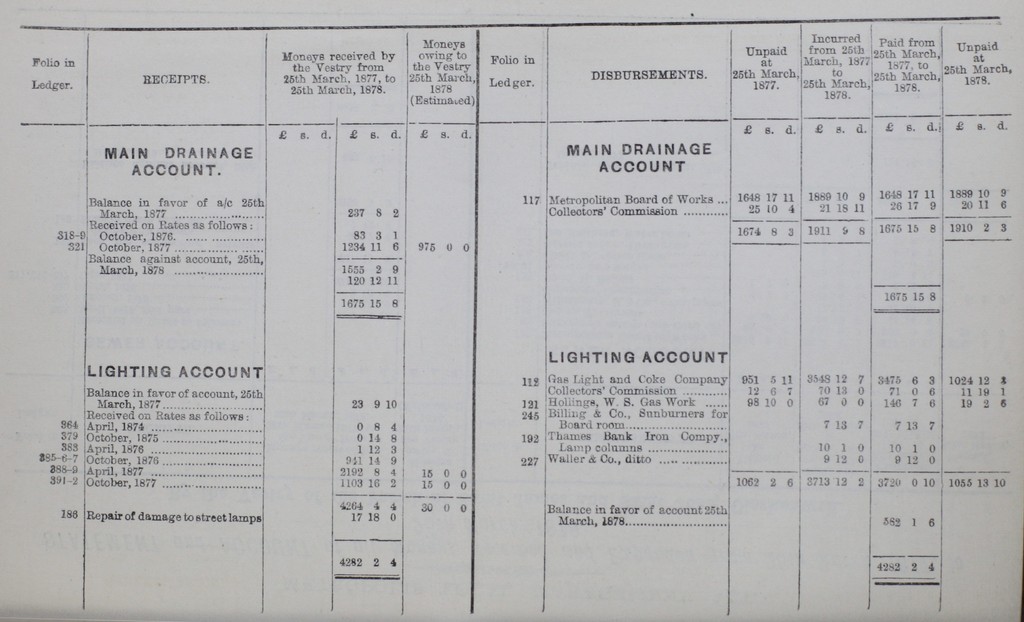 Folio in Ledger. RECEIPTS. Moneys received by the Vestry from 25th March, 1877, to 25th March, 1878. Moneys owing to the Vestry 25th March, 1878 (Estimated)
£ s. d. £ s. d. £ s. d.
MAIN DRAINAGE
ACCOUNT.
Balance in favor of a/c 25th
March, 1877 ...................... 237 8 2
Received on Rates as follows:
318-9 October, 1876. ..................... 83 3 1
321 October, 1877 ..................... 1234 11 6 975 0 0
Balance against account, 25th,
March, 1878 ...................... 1555 2 9
120 12 11
1675 15 8
LIGHTING ACCOUNT
Balance in favor of account, 25th
March, 1877......................... 23 9 10
Received on Rates as follows:
364 April, 1874 ......................... 0 8 4
379 October, 1875 ...................... 0 14 8
383 April, 1876 ......................... 1 12 3
385-6-7 October, 1876 ...................... 941 14 9
388-9 April, 1877 ......................... 2192 8 4 15 0 0
391-2 October, 1877 ...................... 1103 16 2 15 0 0
4264 4 4 30 0 0
186 Repair of damage to street lamps 17 18 0
4282 2 4
Folio in Ledger. DISBURSEMENTS. Unpaid at 25th March, 1877. Incurred from 25th March, 1877 to 25th March, 1878. Paid from 25th March, 1877, to 25th March, 1878. Unpaid at 25th March, 1878.
£ s. d. £ s. d. £ s. d. £ s. d.
MAIN DRAINAGE
ACCOUNT
117 Metropolitan Board of Works ... 1648 17 11 1889 10 9 1648 17 11 1889 10 9
Collectors' Commission ............ 25 10 4 21 18 11 26 17 9 20 11 6
1674 8 3 1911 9 8 1675 15 8 1910 2 3
1675 15 8
LIGHTING ACCOUNT
112 Gas Light and Coke Company 951 5 11 3548 12 7 3475 6 3 1024 12
Collectors' Commission ............ 12 6 7 70 13 0 71 0 6 11 19 1
121 Hollings, W. S. Gas Work ...... 98 10 0 67 0 0 146 7 6 19 2 6
245 Billing & Co., Sunburners for
Board room......................... 7 13 7 7 13 7
192 Thames Bank Iron Compy.,
Lamp columns ................... 10 1 0 10 1 0
227 Waller & Co., ditto .... ...... 9 12 0 9 12 0
1062 2 6 3713 12 2 3720 0 10 1055 13 10
Balance in favor of account 25th
March, 1878......................... 582 1 6
4282 2 4